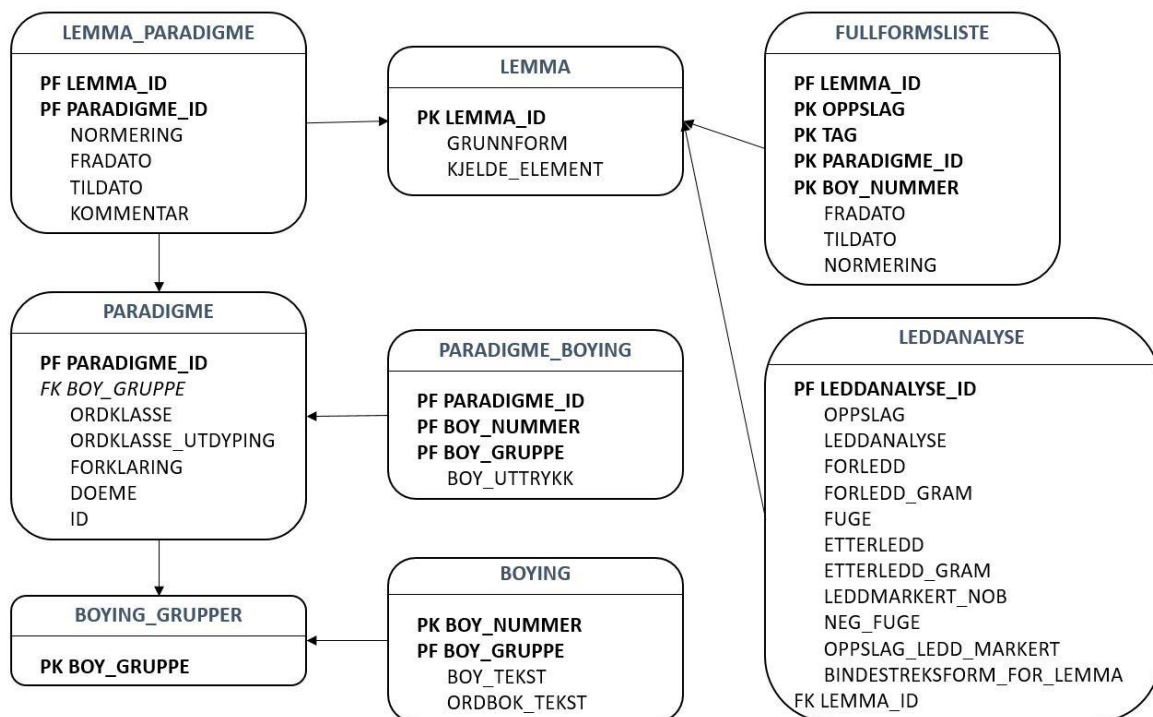 LEMMA_PARADIGME
PF LEMMA_ID
PF PARADIGME_ID
NORMERING
FRADATO
TILDATO
KOMMENTAR
LEMMA
PK LEMMA_ID
GRUNNFORM
KJELDE_ELEMENT
FULLFORMSLISTE
PF LEMMA_ID
PK OPPSLAG
PK TAG
PK PARADIGME_ID
PK BOY_NUMMER
FRADATO
TILDATO
NORMERING
PARADIGME
PF PARADIGME_ID
FK BOY_GRUPPE
ORDKLASSE
ORDKLASSE_UTDYPING
FORKLARING
DOEME
ID
PARADIGME_BOYING
PF PARADIGME_ID
PF BOY_NUMMER
PF BOY_GRUPPE
BOY_UTTRYKK
LEDDANALYSE
PF LEDDANALYSE_ID
OPPSLAG
LEDDANALYSE
FORLEDD
FORLEDD_GRAM
FUGE
ETTERLEDD
ETTERLEDD_GRAM
LEDDMARKERT_NOB
NEG_FUGE
OPPSLAG_LEDD_MARKERT
BINDESTREKSFORM_FOR_LEMMA
FK LEMMA_ID
BOYING_GRUPPER
PK BOY_GRUPPE
BOYING
PK BOY_NUMMER
PF BOY_GRUPPE
BOY_TEKST
ORDBOK_TEKST